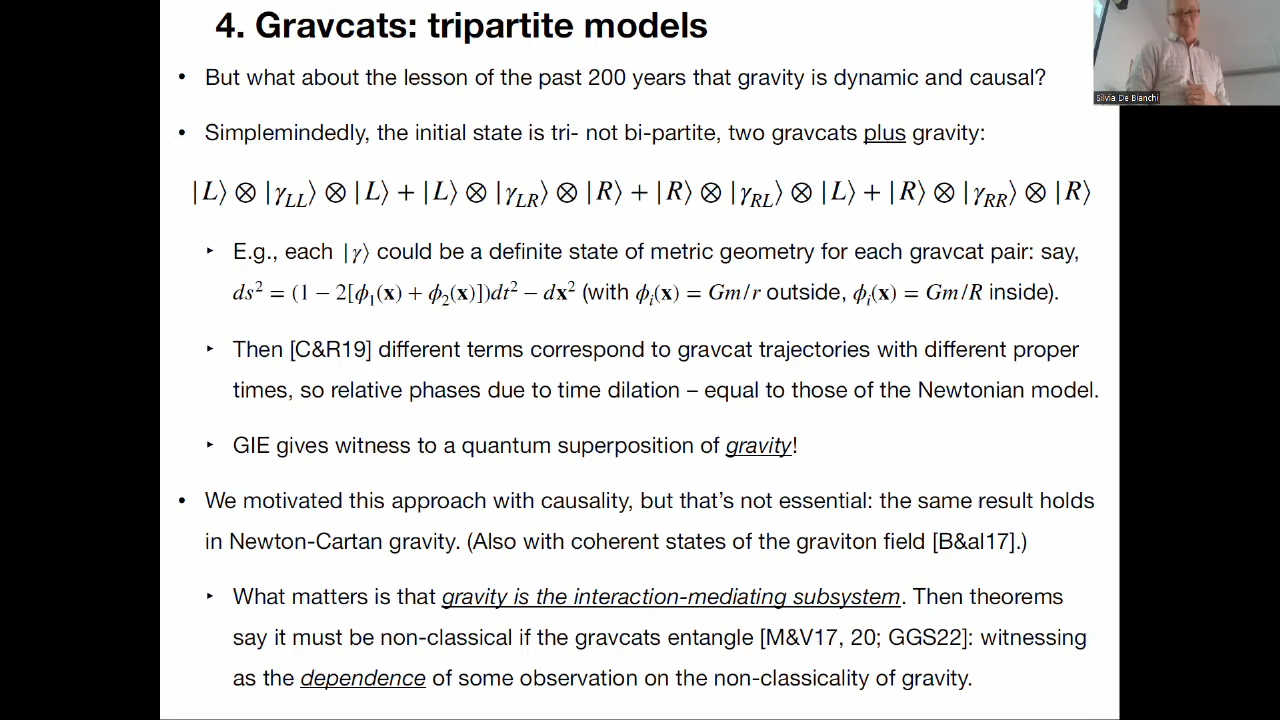 4. Gravcats: tripartite models
• But what about the lesson of the past 200 years that gravity is dynamic and causal?
• Simplemindedly, the initial state is tri- not bi-partite, two gravcats plus gravity:
|L⟩ ⊗ |γ_LL⟩ ⊗ |L⟩ + |L⟩ ⊗ |γ_LR⟩ ⊗ |R⟩ + |R⟩ ⊗ |γ_RL⟩ ⊗ |L⟩ + |R⟩ ⊗ |γ_RR⟩ ⊗ |R⟩
‣ E.g., each |γ⟩ could be a definite state of metric geometry for each gravcat pair: say,
ds² = (1 − 2[ϕ₁(x) + ϕ₂(x)])dt² − dx² (with ϕᵢ(x) = Gm/r outside, ϕᵢ(x) = Gm/R inside).
‣ Then [C&R19] different terms correspond to gravcat trajectories with different proper
times, so relative phases due to time dilation – equal to those of the Newtonian model.
‣ GIE gives witness to a quantum superposition of gravity!
• We motivated this approach with causality, but that’s not essential: the same result holds
in Newton-Cartan gravity. (Also with coherent states of the graviton field [B&al17].)
‣ What matters is that gravity is the interaction-mediating subsystem. Then theorems
say it must be non-classical if the gravcats entangle [M&V17, 20; GGS22]: witnessing
as the dependence of some observation on the non-classicality of gravity.
Silvia De Bianchi